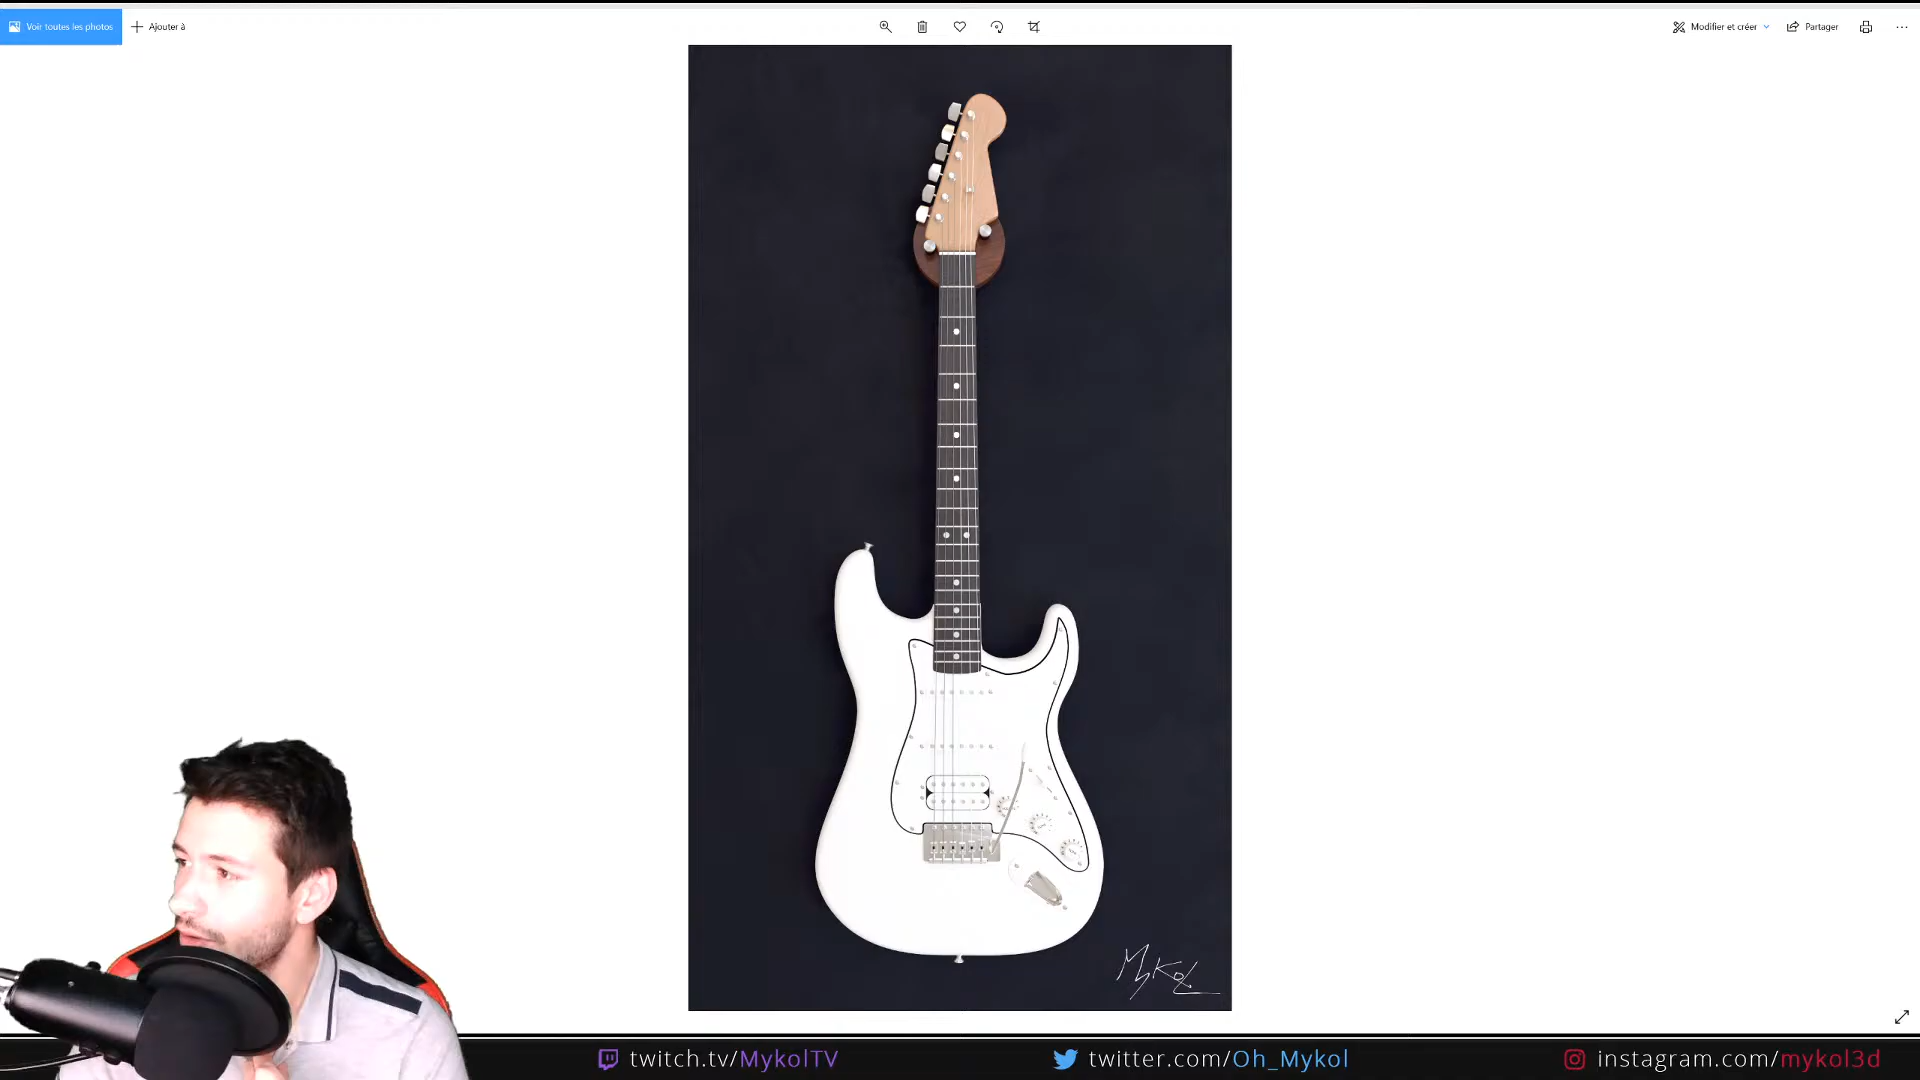 Voir toutes les photos
Ajouter à
Modifier et créer
Partager
Mykol
twitch.tv/MykolTV
twitter.com/Oh_Mykol
instagram.com/mykol3d